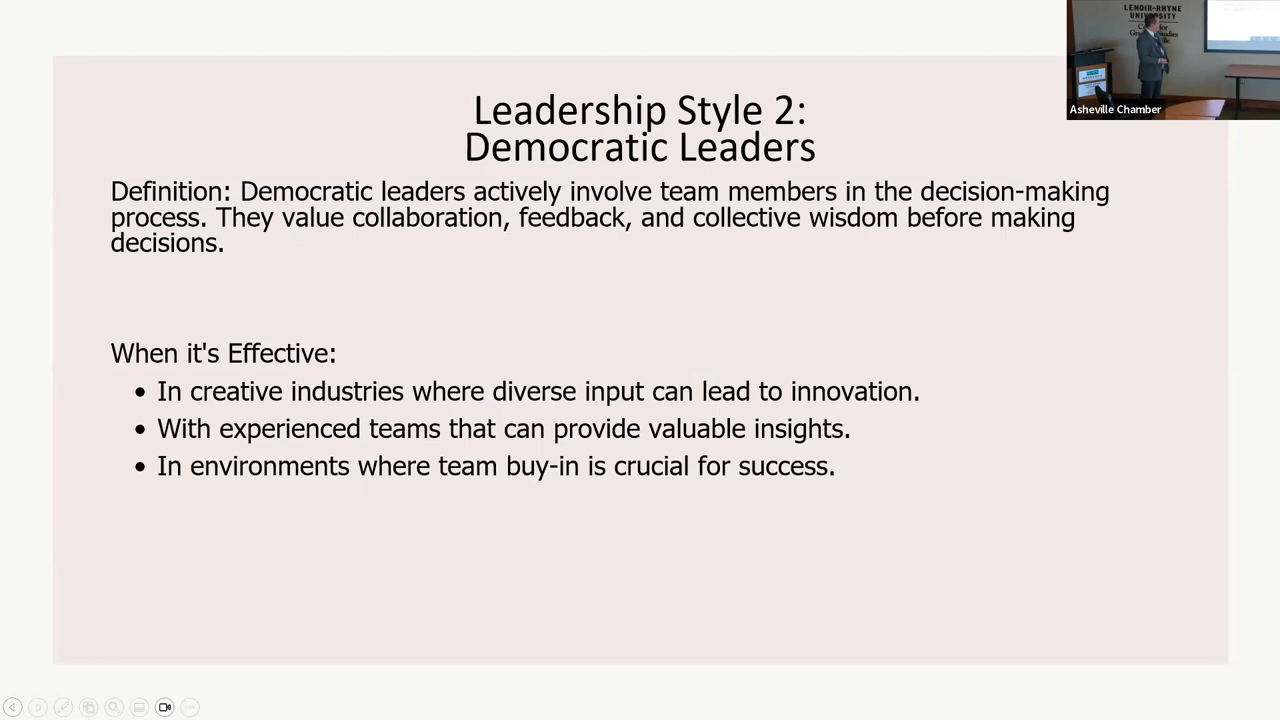 Leadership Style 2:
Democratic Leaders
Definition: Democratic leaders actively involve team members in the decision-making
process. They value collaboration, feedback, and collective wisdom before making
decisions.
When it's Effective:
• In creative industries where diverse input can lead to innovation.
• With experienced teams that can provide valuable insights.
• In environments where team buy-in is crucial for success.
LENOIR-RHYNE
UNIVERSITY
Asheville Chamber